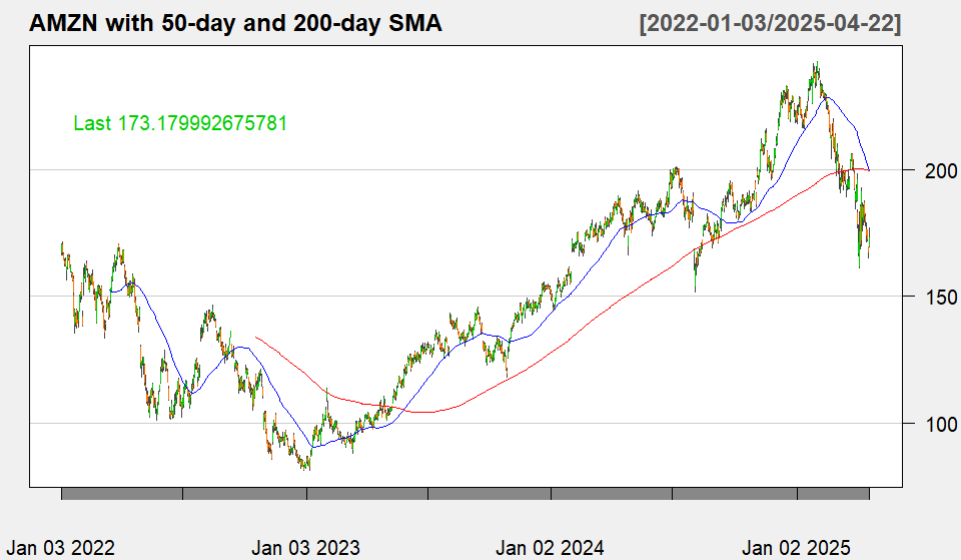 AMZN with 50-day and 200-day SMA [2022-01-03/2025-04-22]
Last 173.179992675781
200
150
100
Jan 03 2022 Jan 03 2023 Jan 02 2024 Jan 02 2025